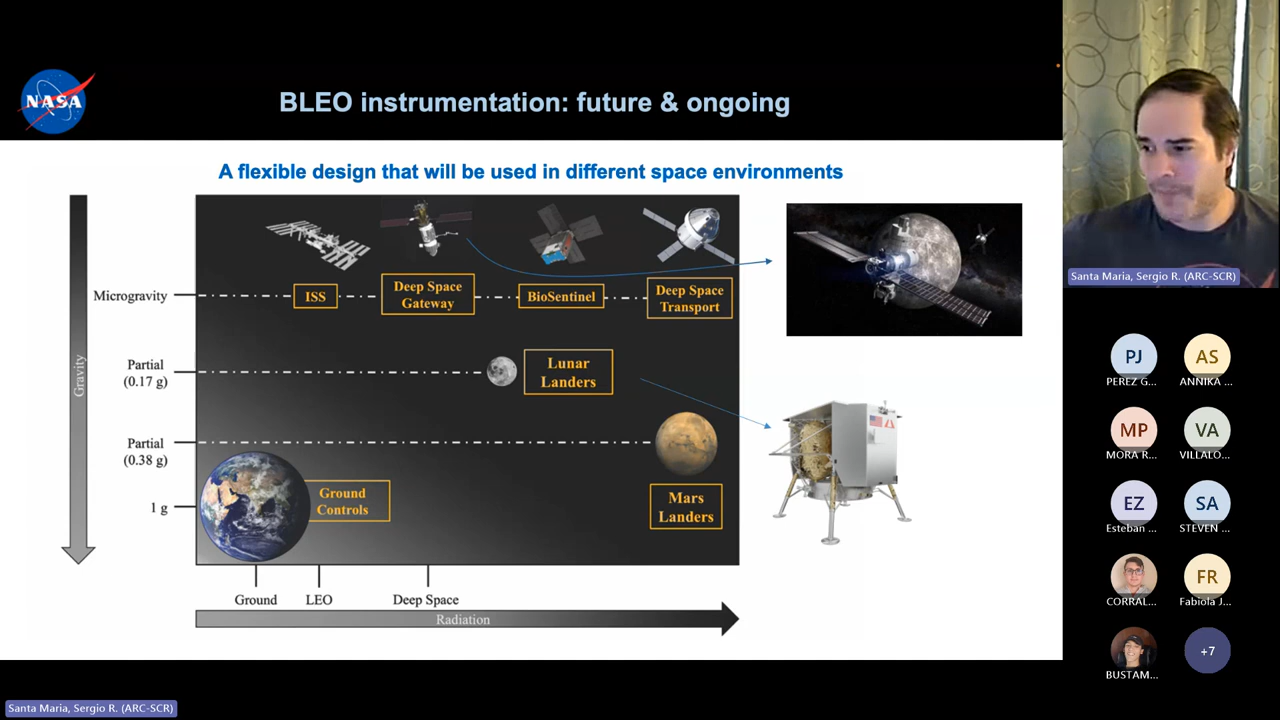 NASA
BLEO instrumentation: future & ongoing
A flexible design that will be used in different space environments
Gravity
Microgravity
Partial
(0.17 g)
Partial
(0.38 g)
1 g
ISS
Deep Space
Gateway
BioSentinel
Deep Space
Transport
Lunar
Landers
Ground
Controls
Mars
Landers
Ground
LEO
Deep Space
Radiation
Santa Maria, Sergio R. (ARC-SCR)
PJ
PEREZ G...
AS
ANNIKA ...
MP
MORA R...
VA
VILLALO...
EZ
Esteban ...
SA
STEVEN ...
CORRAL...
FR
Fabiola J...
BUSTAM...
+7
Santa Maria, Sergio R. (ARC-SCR)